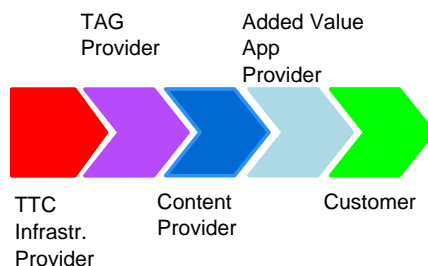 TAG
Provider
Added Value
App
Provider
TTC
Infrastr.
Provider
Content
Provider
Customer